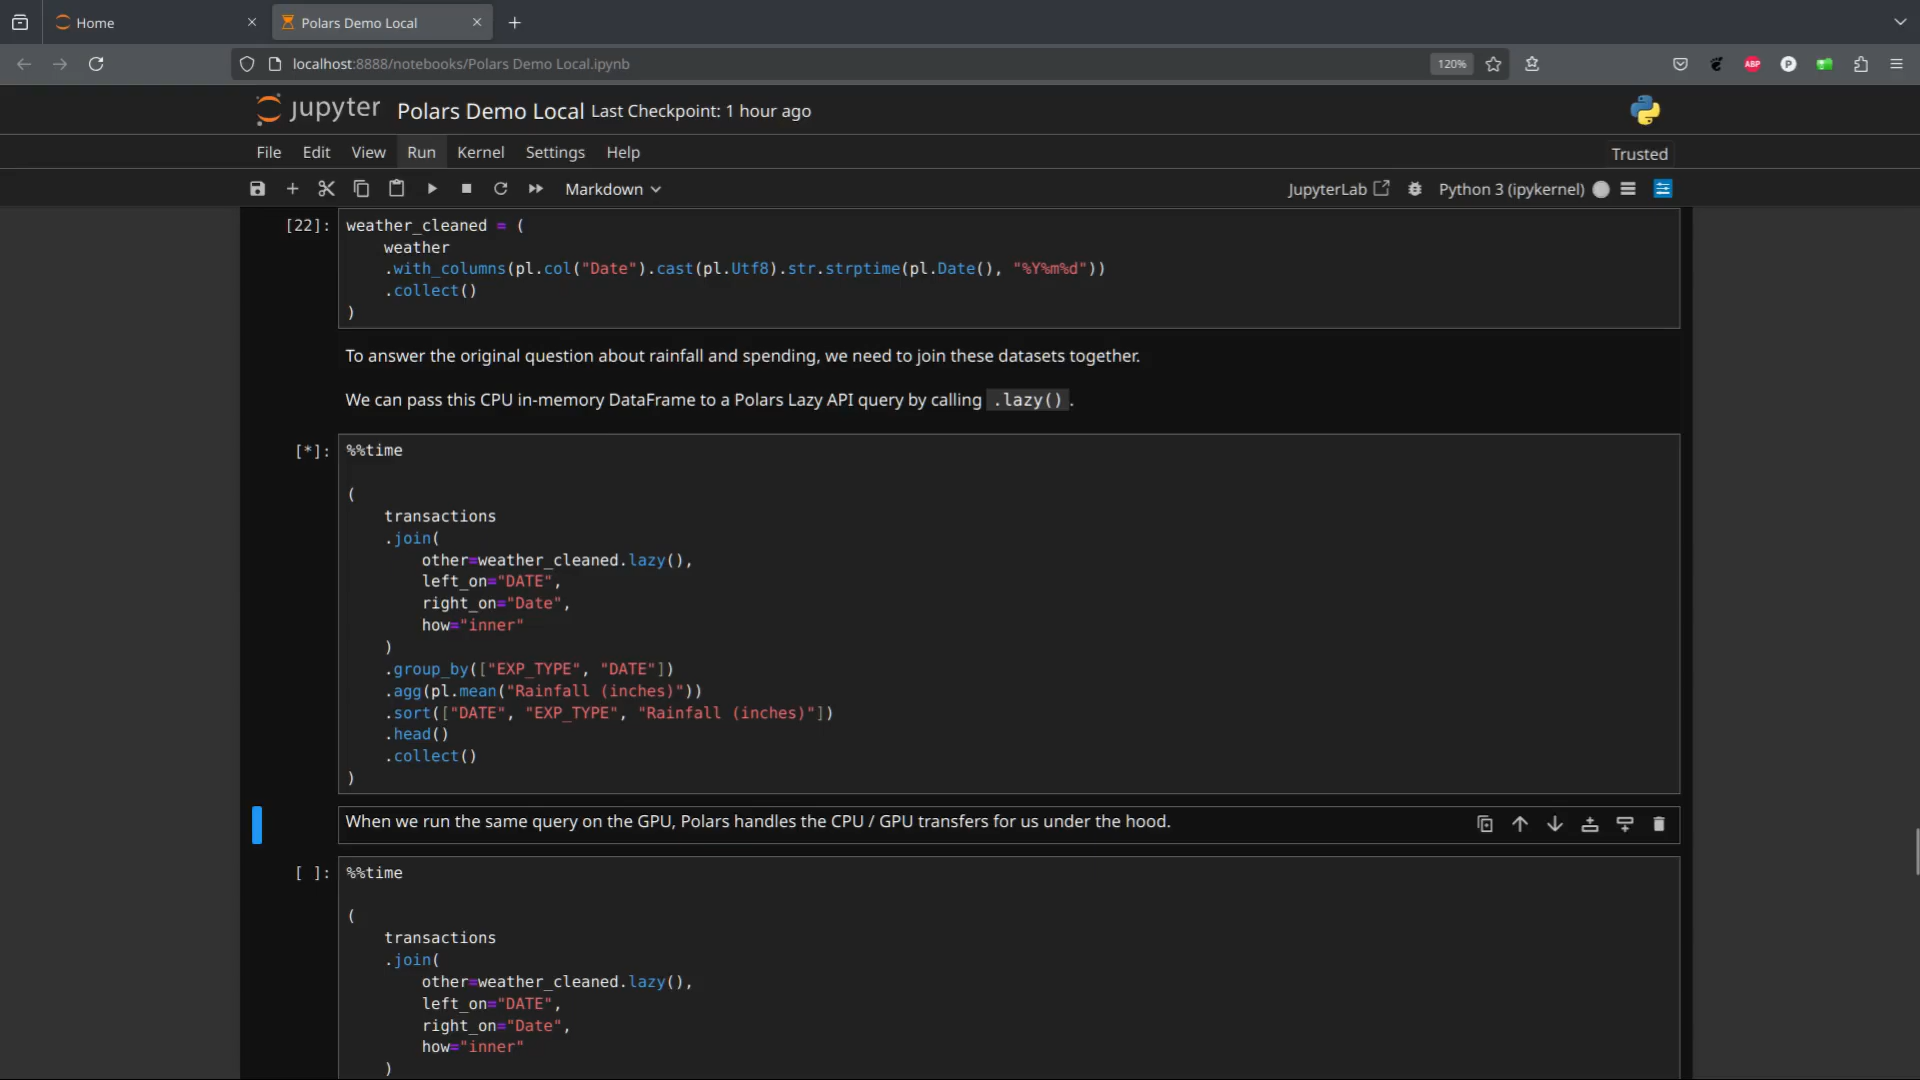 Home
Polars Demo Local
localhost:8888/notebooks/Polars Demo Local.ipynb
120%
ABP
P
jupyter Polars Demo Local Last Checkpoint: 1 hour ago
File Edit View Run Kernel Settings Help
Trusted
Markdown
JupyterLab
Python 3 (ipykernel)
[22]: weather_cleaned = (
    weather
    .with_columns(pl.col("Date").cast(pl.Utf8).str.strptime(pl.Date(), "%Y%m%d"))
    .collect()
)
To answer the original question about rainfall and spending, we need to join these datasets together.
We can pass this CPU in-memory DataFrame to a Polars Lazy API query by calling .lazy() .
[*]: %%time
(
    transactions
    .join(
        other=weather_cleaned.lazy(),
        left_on="DATE",
        right_on="Date",
        how="inner"
    )
    .group_by(["EXP_TYPE", "DATE"])
    .agg(pl.mean("Rainfall (inches)"))
    .sort(["DATE", "EXP_TYPE", "Rainfall (inches)"])
    .head()
    .collect()
)
When we run the same query on the GPU, Polars handles the CPU / GPU transfers for us under the hood.
[ ]: %%time
(
    transactions
    .join(
        other=weather_cleaned.lazy(),
        left_on="DATE",
        right_on="Date",
        how="inner"
    )